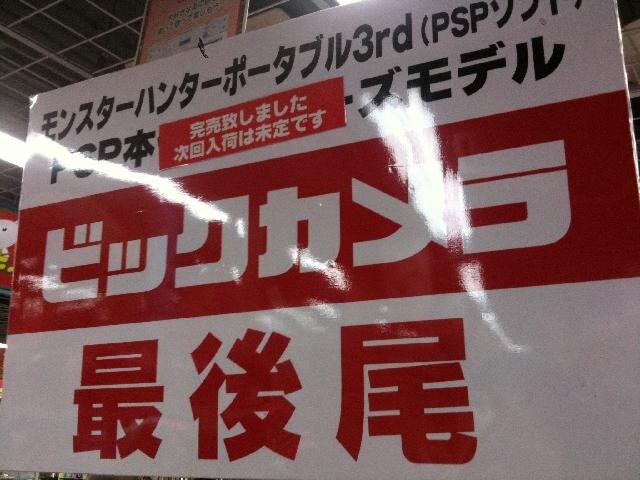 モンスターハンターポータブル3rd(PSPソフト)
PSP本
ーズモデル
完売致しました
次回入荷は未定です
ビックカメラ
最後尾